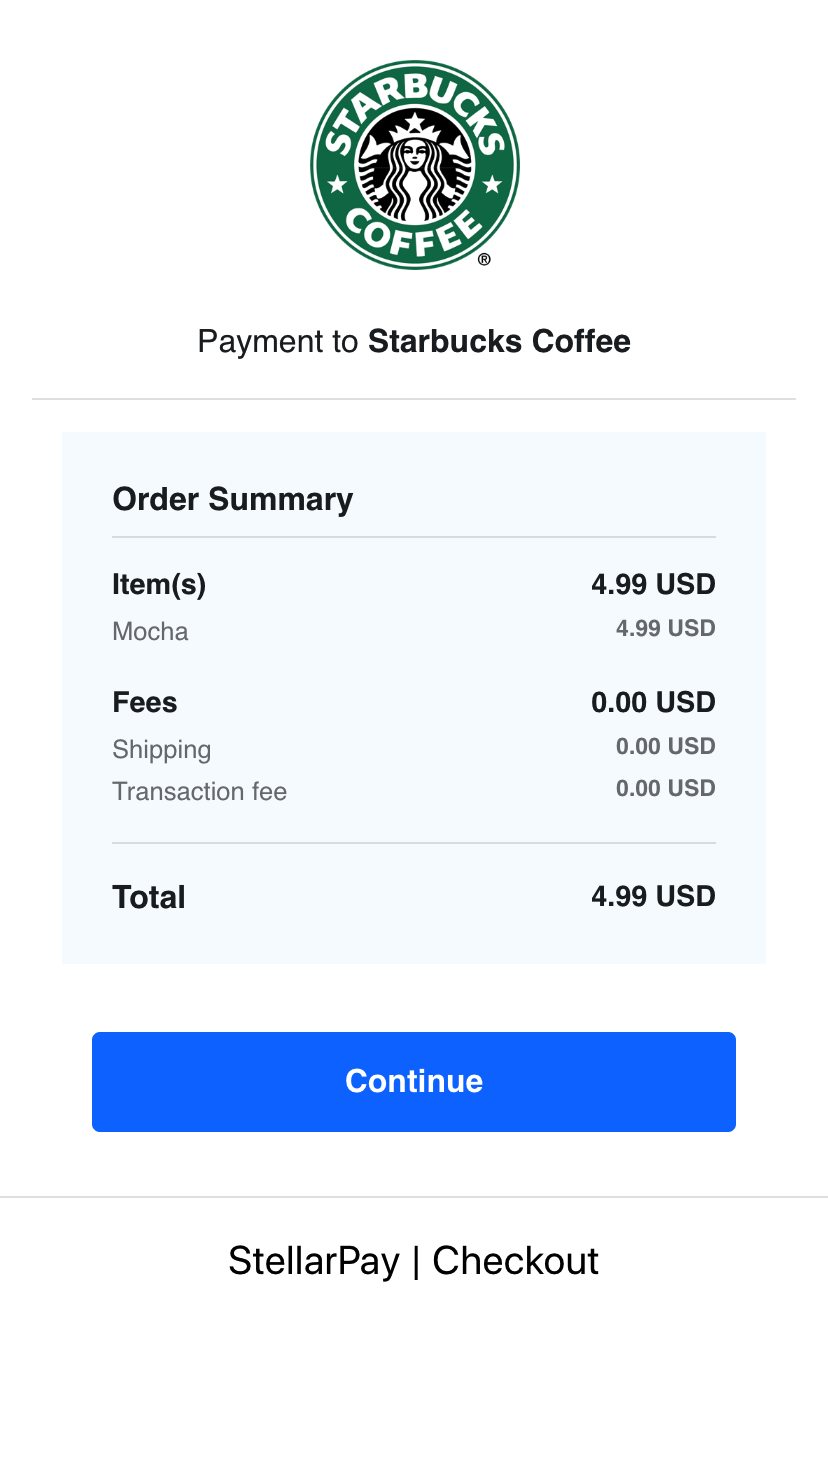 STARBUCKS
COFFEE
®
Payment to Starbucks Coffee
Order Summary
Item(s) 4.99 USD
Mocha 4.99 USD
Fees 0.00 USD
Shipping 0.00 USD
Transaction fee 0.00 USD
Total 4.99 USD
Continue
StellarPay | Checkout